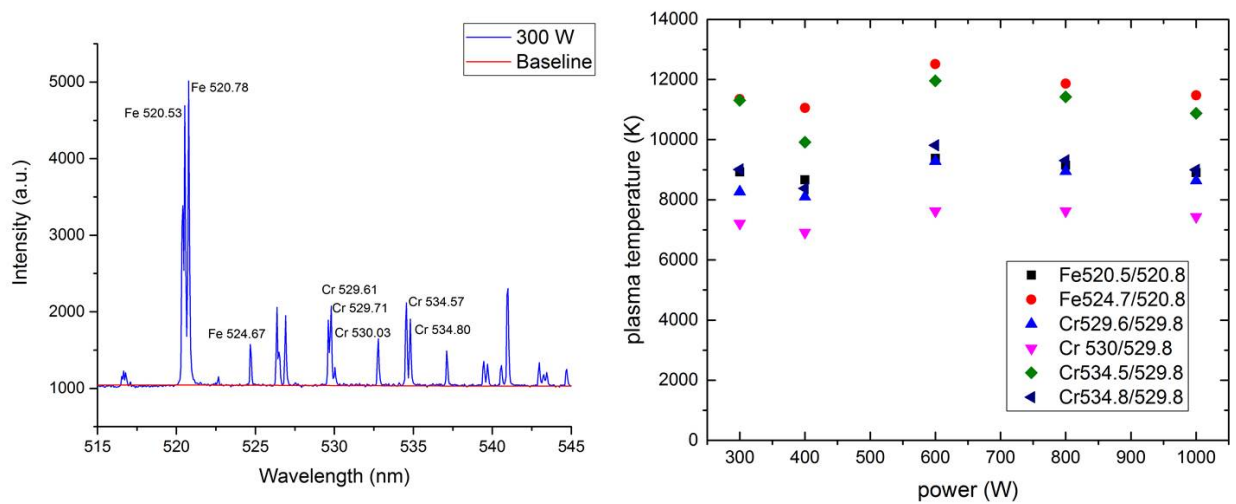 300 W
Baseline
5000
4000
3000
2000
1000
Intensity (a.u.)
Fe 520.78
Fe 520.53
Fe 524.67
Cr 529.61
Cr 529.71
Cr 530.03
Cr 534.57
Cr 534.80
515 520 525 530 535 540 545
Wavelength (nm)
14000
12000
10000
8000
6000
4000
2000
0
plasma temperature (K)
Fe520.5/520.8
Fe524.7/520.8
Cr529.6/529.8
Cr 530/529.8
Cr534.5/529.8
Cr534.8/529.8
300 400 500 600 700 800 900 1000
power (W)